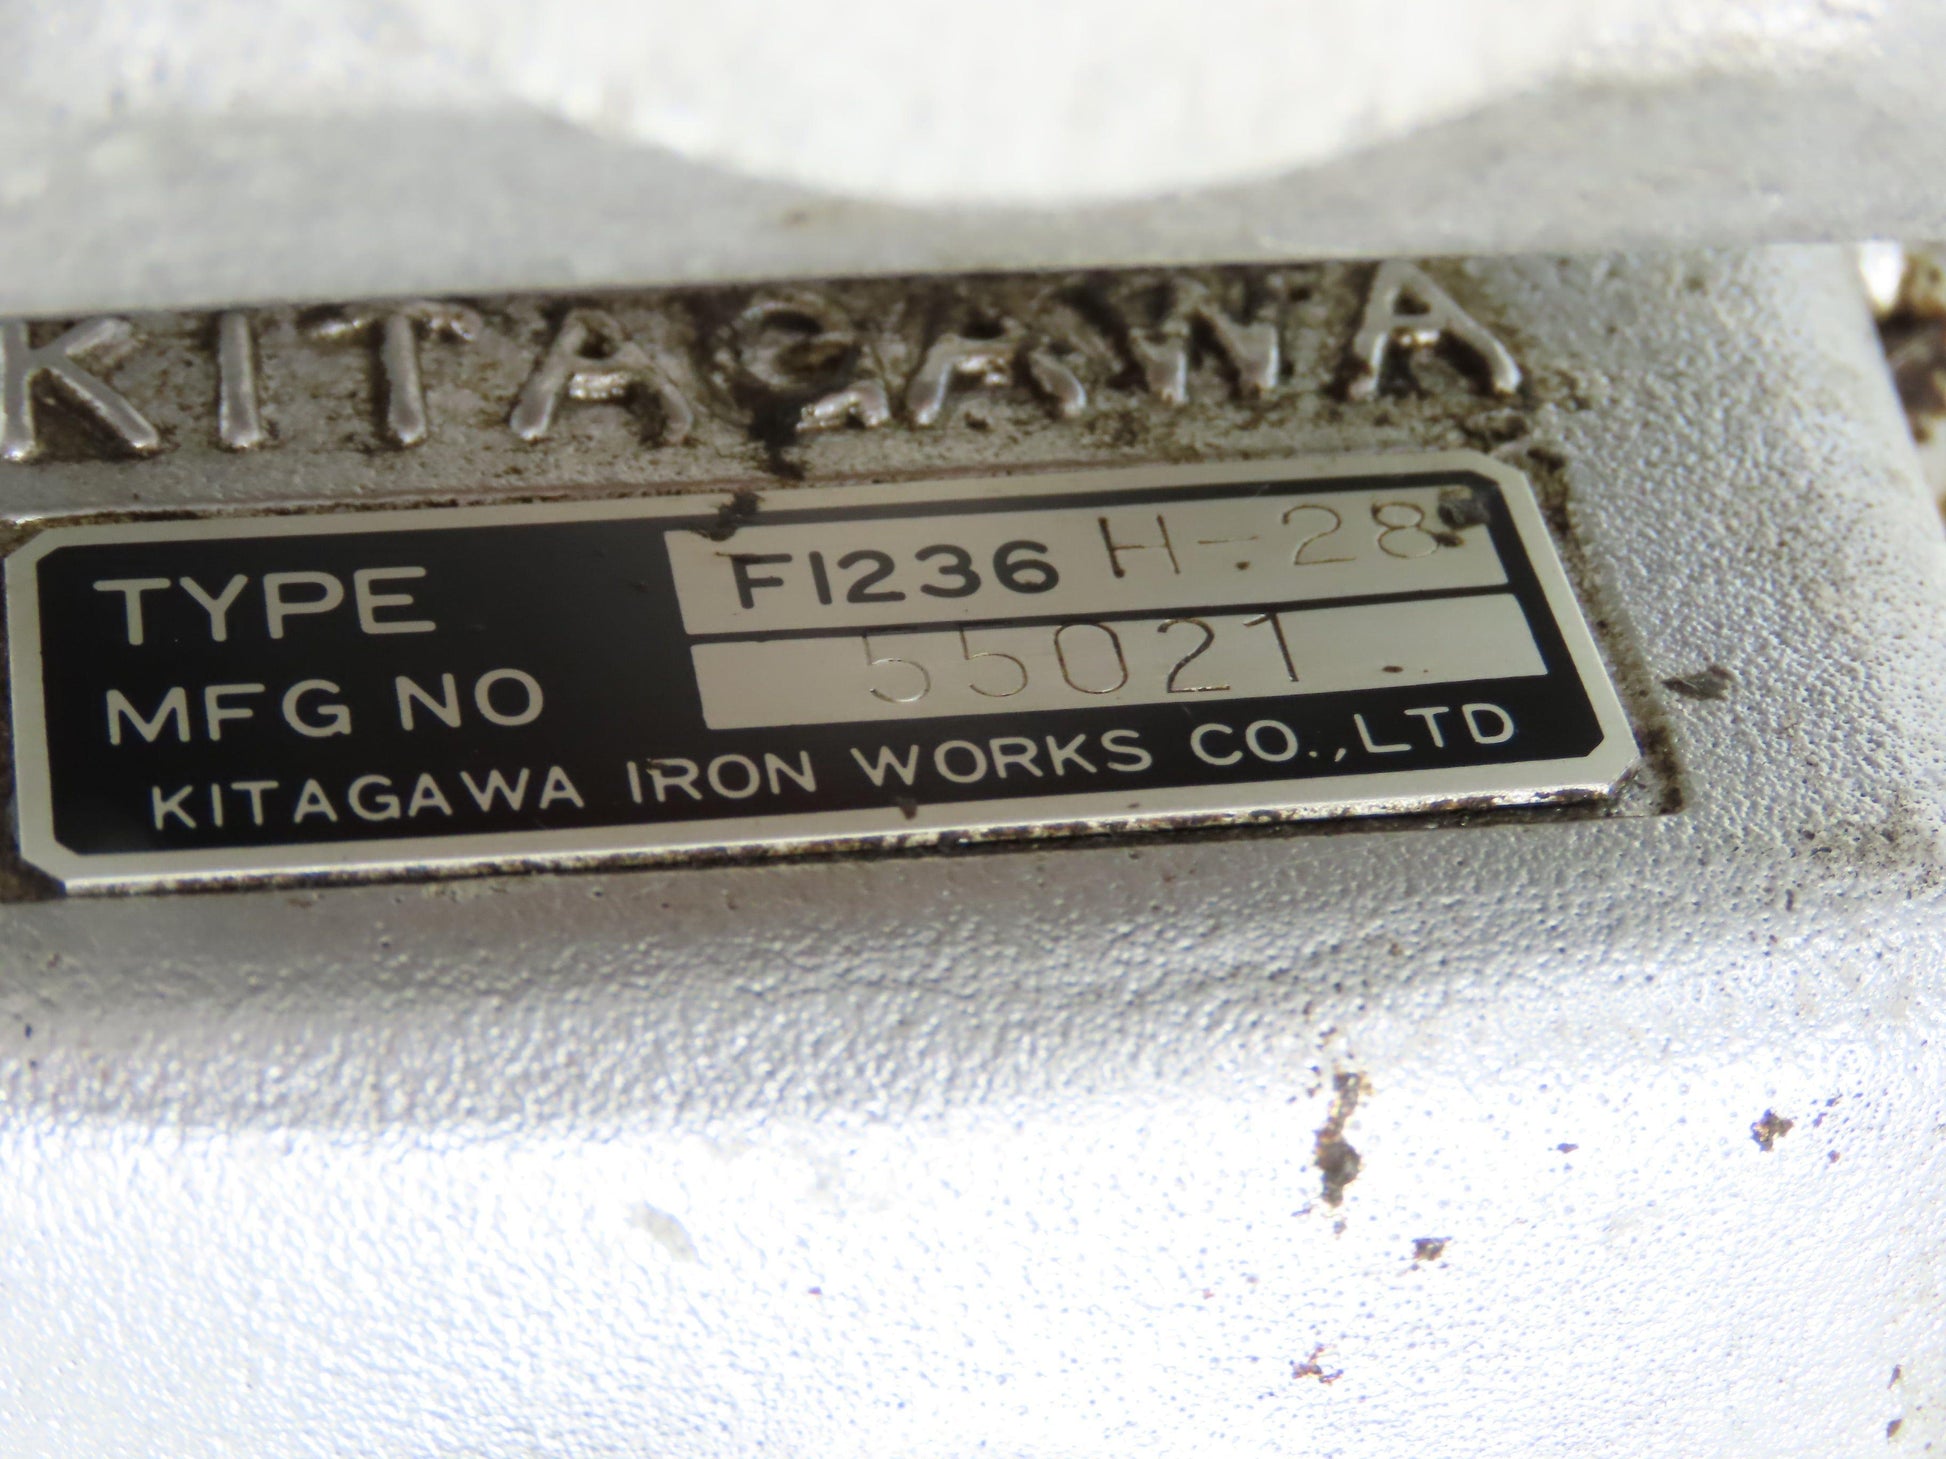 KITAGAWA
TYPE F1236 H-28
MFG NO 55021
KITAGAWA IRON WORKS CO.,LTD